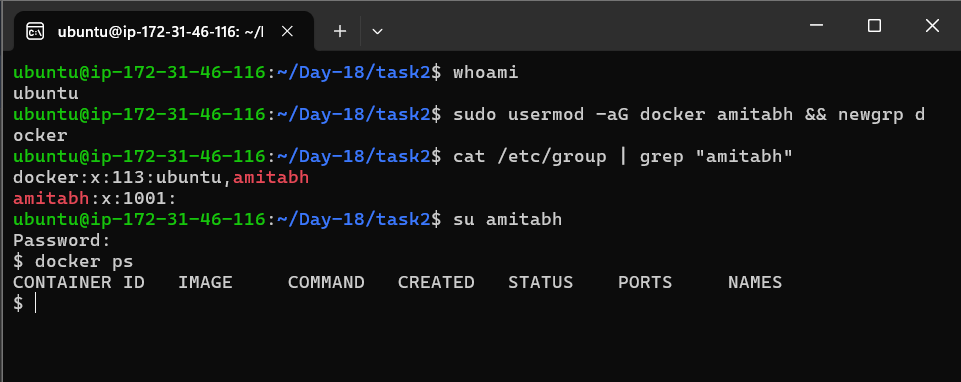 ubuntu@ip-172-31-46-116: ~/I
ubuntu@ip-172-31-46-116:~/Day-18/task2$ whoami
ubuntu
ubuntu@ip-172-31-46-116:~/Day-18/task2$ sudo usermod -aG docker amitabh && newgrp d
ocker
ubuntu@ip-172-31-46-116:~/Day-18/task2$ cat /etc/group | grep "amitabh"
docker:x:113:ubuntu,amitabh
amitabh:x:1001:
ubuntu@ip-172-31-46-116:~/Day-18/task2$ su amitabh
Password:
$ docker ps
CONTAINER ID   IMAGE     COMMAND   CREATED   STATUS    PORTS     NAMES
$